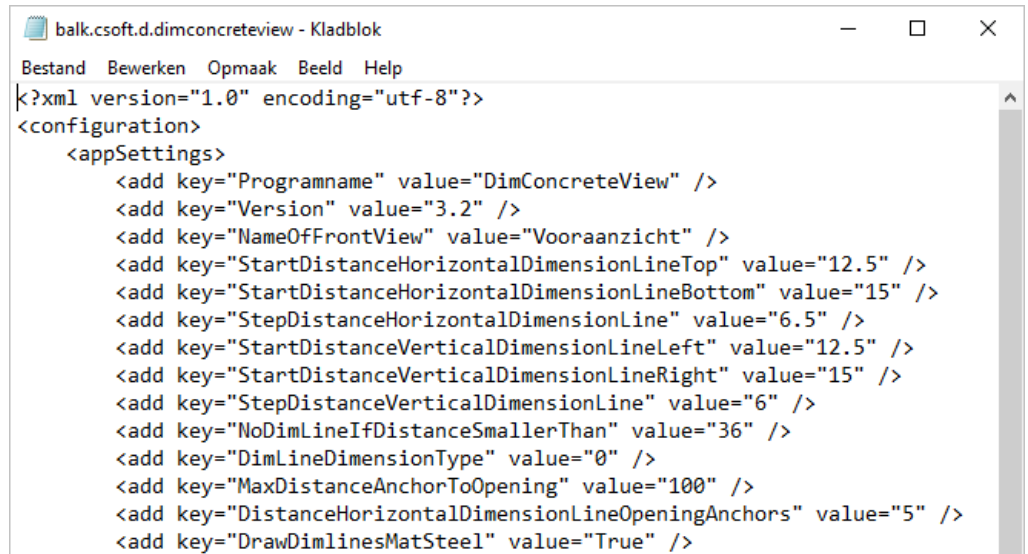 balk.csoft.d.dimconcreteview - Kladblok
Bestand Bewerken Opmaak Beeld Help
<?xml version="1.0" encoding="utf-8"?>
<configuration>
    <appSettings>
        <add key="Programname" value="DimConcreteView" />
        <add key="Version" value="3.2" />
        <add key="NameOfFrontView" value="Vooraanzicht" />
        <add key="StartDistanceHorizontalDimensionLineTop" value="12.5" />
        <add key="StartDistanceHorizontalDimensionLineBottom" value="15" />
        <add key="StepDistanceHorizontalDimensionLine" value="6.5" />
        <add key="StartDistanceVerticalDimensionLineLeft" value="12.5" />
        <add key="StartDistanceVerticalDimensionLineRight" value="15" />
        <add key="StepDistanceVerticalDimensionLine" value="6" />
        <add key="NoDimLineIfDistanceSmallerThan" value="36" />
        <add key="DimLineDimensionType" value="0" />
        <add key="MaxDistanceAnchorToOpening" value="100" />
        <add key="DistanceHorizontalDimensionLineOpeningAnchors" value="5" />
        <add key="DrawDimlinesMatSteel" value="True" />